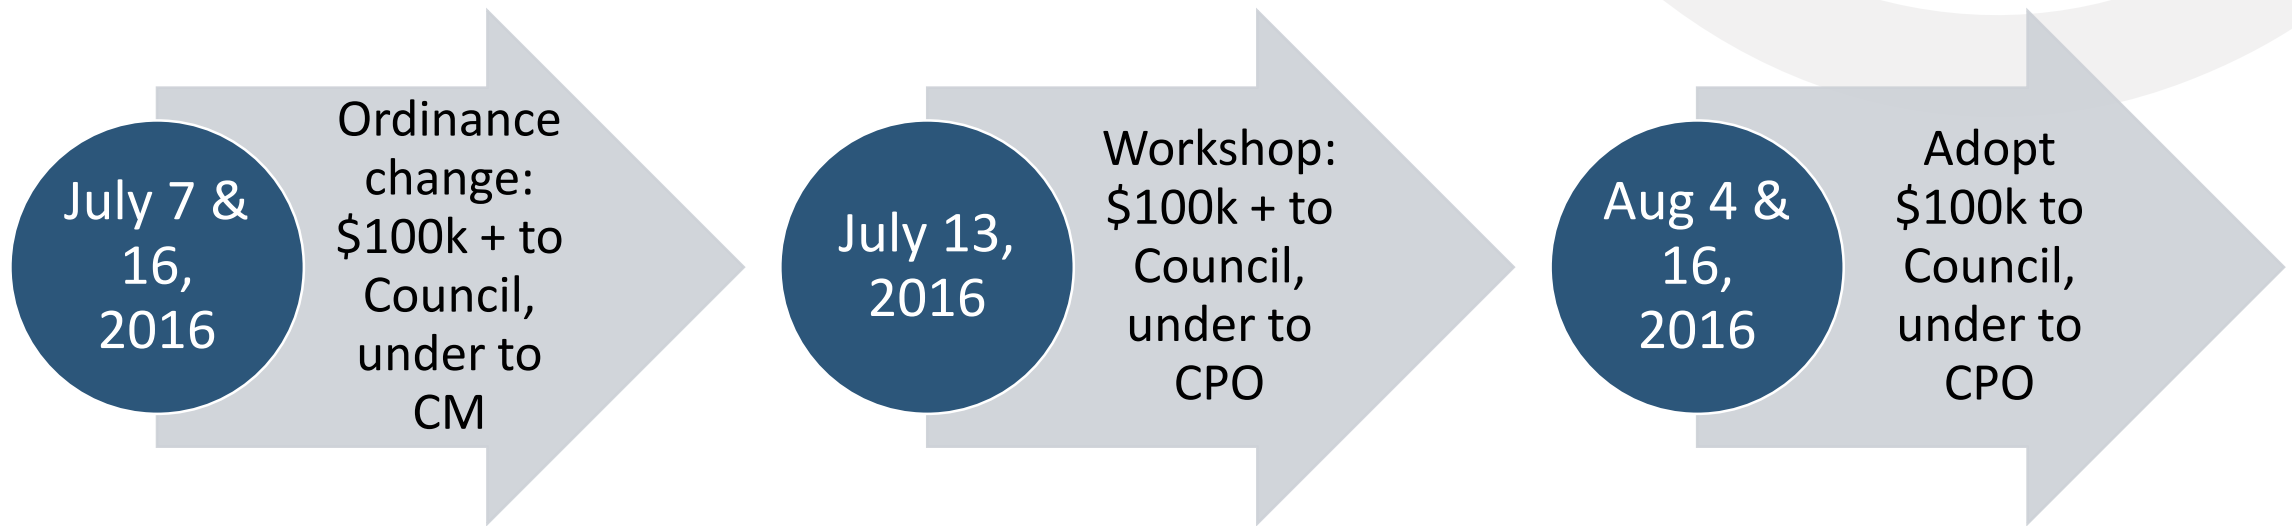 July 7 &
16,
2016
Ordinance
change:
$100k + to
Council,
under to
CM
July 13,
2016
Workshop:
$100k + to
Council,
under to
CPO
Aug 4 &
16,
2016
Adopt
$100k to
Council,
under to
CPO